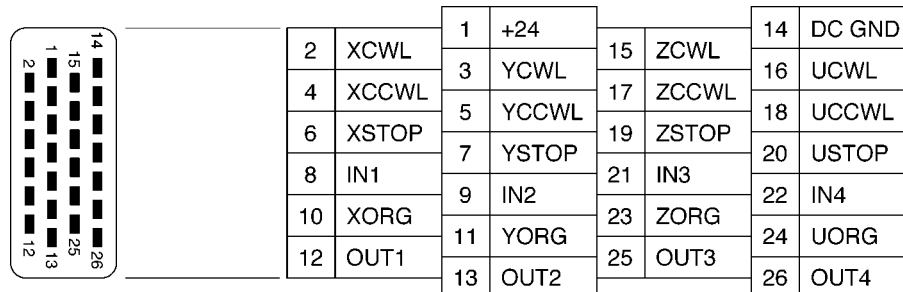 14
1
15
2
12
13
25
26
2 XCWL
4 XCCWL
6 XSTOP
8 IN1
10 XORG
12 OUT1
1 +24
3 YCWL
5 YCCWL
7 YSTOP
9 IN2
11 YORG
13 OUT2
15 ZCWL
17 ZCCWL
19 ZSTOP
21 IN3
23 ZORG
25 OUT3
14 DC GND
16 UCWL
18 UCCWL
20 USTOP
22 IN4
24 UORG
26 OUT4